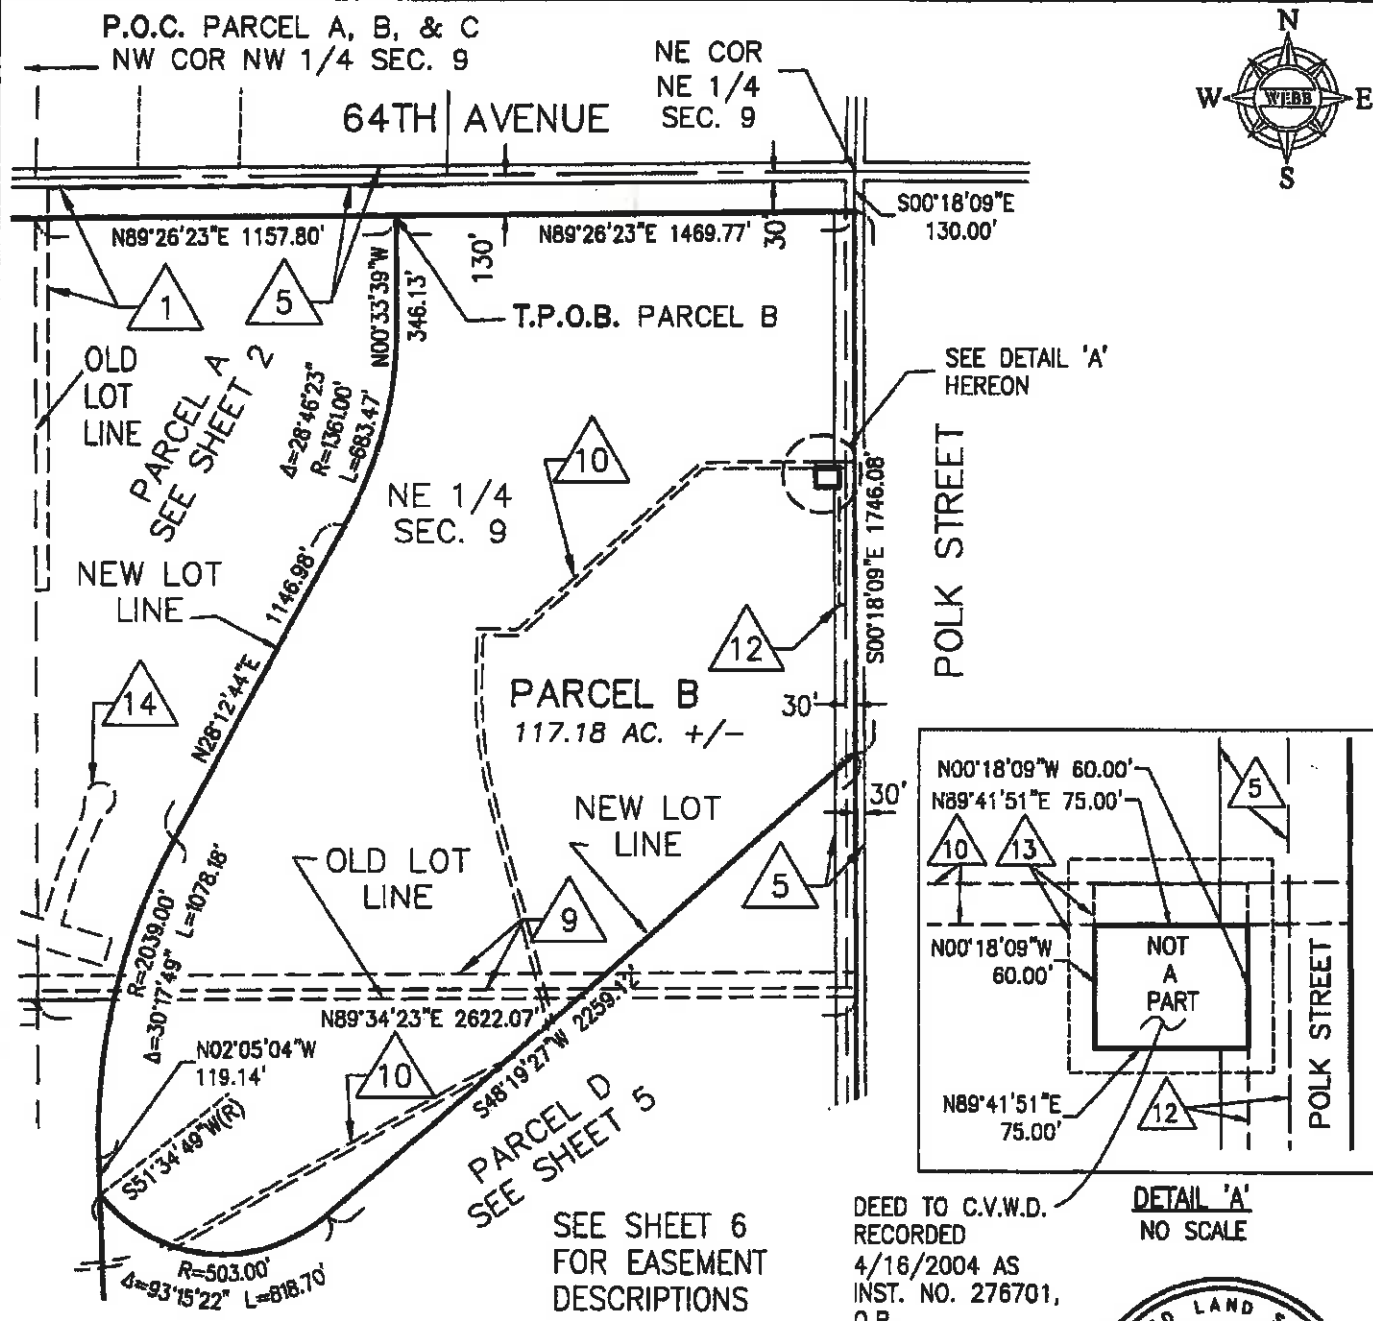 P.O.C. PARCEL A, B, & C
NW COR NW 1/4 SEC. 9
NE COR
NE 1/4
SEC. 9
64TH AVENUE
N
W
WEBB
E
S
S00°18'09"E
130.00'
N89°26'23"E 1157.80'
N89°26'23"E 1469.77'
30'
130'
1
5
N00°33'39"W
346.13'
T.P.O.B. PARCEL B
OLD
LOT
LINE
PARCEL A
SEE SHEET 2
Δ=28°46'23"
R=1361.00'
L=683.47'
SEE DETAIL 'A'
HEREON
10
NE 1/4
SEC. 9
S00°18'09"E 1746.08'
POLK STREET
NEW LOT
LINE
N28°12'44"E 1146.98'
12
14
PARCEL B
117.18 AC. +/-
30'
30'
NEW LOT
LINE
OLD LOT
LINE
5
9
R=2039.00'
Δ=30°17'49" L=1078.18'
N89°34'23"E 2622.07'
S48°19'27"W 2259.12'
N02°05'04"W
119.14'
10
S51°34'49"W(R)
PARCEL D
SEE SHEET 5
R=503.00'
Δ=93°15'22" L=818.70'
SEE SHEET 6
FOR EASEMENT
DESCRIPTIONS
N00°18'09"W 60.00'
N89°41'51"E 75.00'
5
10
13
N00°18'09"W
60.00'
NOT
A
PART
POLK STREET
N89°41'51"E
75.00'
12
DETAIL 'A'
NO SCALE
DEED TO C.V.W.D.
RECORDED
4/16/2004 AS
INST. NO. 276701,
O.R.
LAND